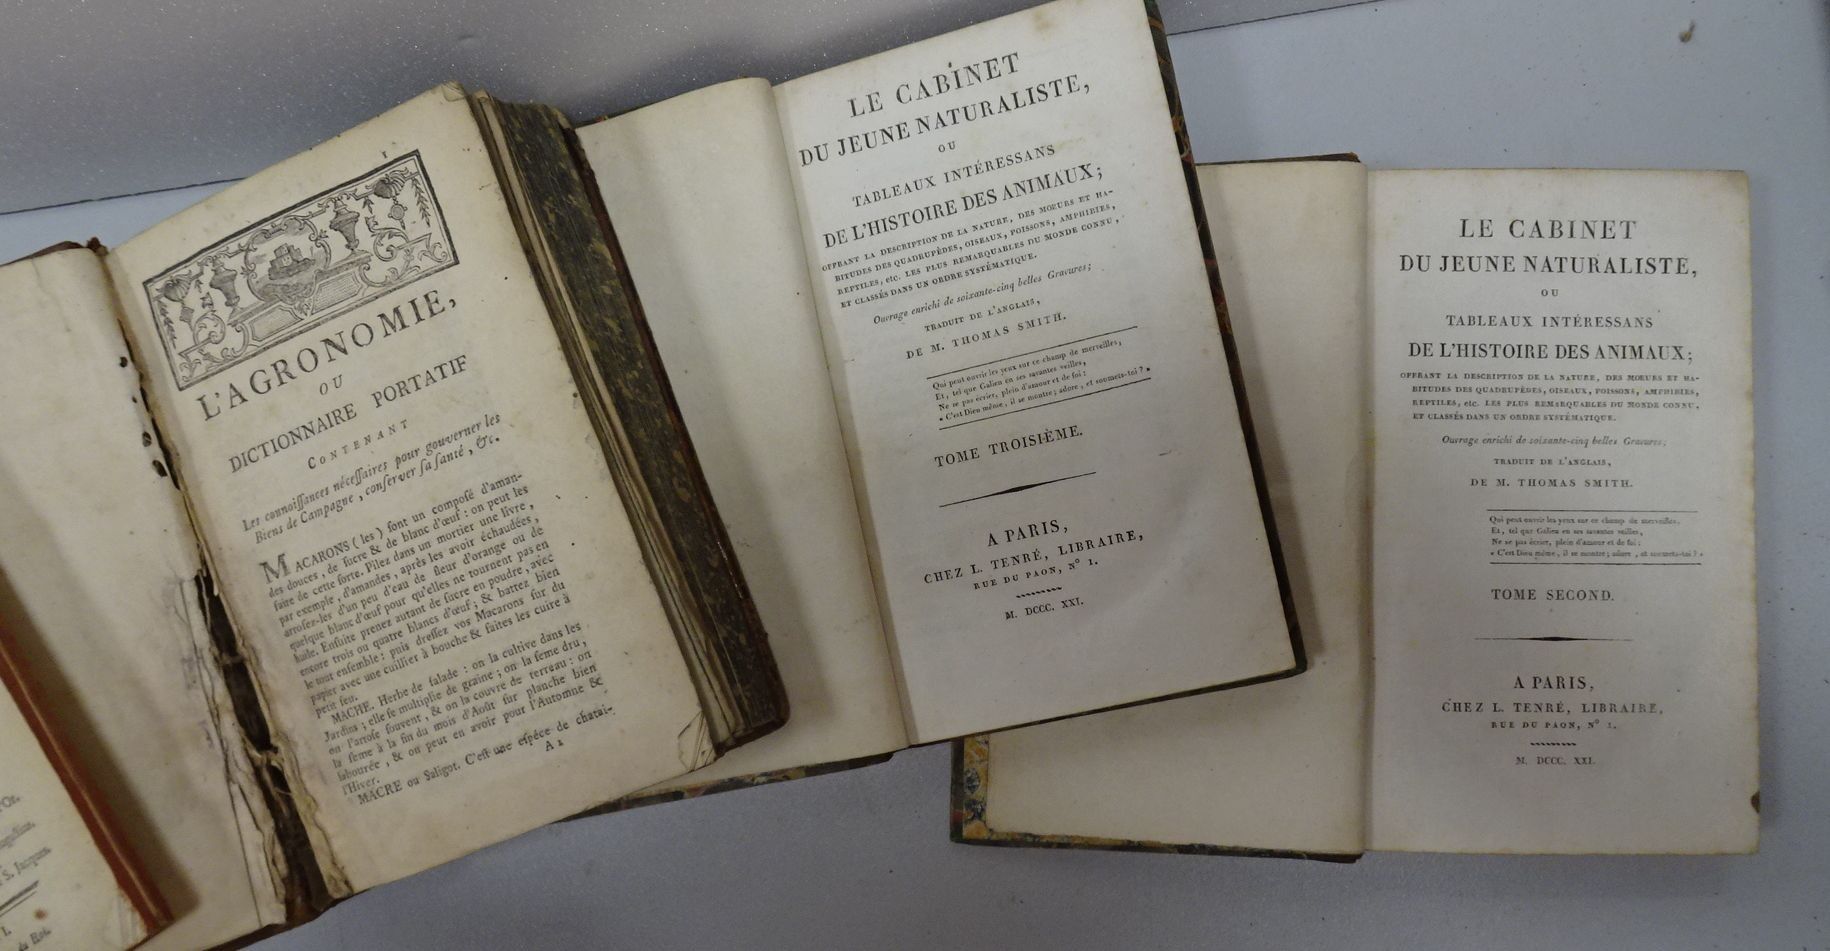 'Or.
S. Jacques.
I.
1
L'AGRONOMIE,
OU
DICTIONNAIRE PORTATIF
CONTENANT
Les connoiſſances néceſſaires pour gouverner les
Biens de Campagne, conſerver ſa ſanté, &c.
MACARONS (les) ſont un compoſé d'aman-
des douces, de ſucre & de blanc d'œuf: on peut les
faire de cette ſorte. Pilez dans un mortier une livre,
par exemple, d'amandes, après les avoir échaudées,
arroſez-les d'un peu d'eau de fleur d'orange ou de
quelque blanc d'œuf pour qu'elles ne tournent pas en
huile. Enſuite prenez autant de ſucre en poudre, avec
encore trois ou quatre blancs d'œuf; & battez bien
le tout enſemble: puis dreſſez vos Macarons ſur du
papier avec une cuillier à bouche & faites les cuire à
petit feu.
MACHE. Herbe de ſalade: on la cultive dans les
Jardins; elle ſe multiplie de graine; on la ſeme dru,
on l'arroſe ſouvent, & on la couvre de terreau: on
la ſeme à la fin du mois d'Août ſur planche bien
labourée, & on peut en avoir pour l'Automne &
l'Hiver.
MACRE ou Saligot. C'eſt une eſpéce de chatai-
A 1
LE CABINET
DU JEUNE NATURALISTE,
OU
TABLEAUX INTÉRESSANS
DE L'HISTOIRE DES ANIMAUX;
OFFRANT LA DESCRIPTION DE LA NATURE, DES MŒURS ET HA-
BITUDES DES QUADRUPÈDES, OISEAUX, POISSONS, AMPHIBIES,
REPTILES, etc. LES PLUS REMARQUABLES DU MONDE CONNU,
ET CLASSÉS DANS UN ORDRE SYSTÉMATIQUE.
Ouvrage enrichi de soixante-cinq belles Gravures;
TRADUIT DE L'ANGLAIS,
DE M. THOMAS SMITH.
Qui peut ouvrir les yeux sur ce champ de merveilles,
Et, tel que Galien en ses savantes veilles,
Ne se pas écrier, plein d'amour et de foi:
« C'est Dieu même, il se montre; adore, et soumets-toi? »
TOME TROISIÈME.
A PARIS,
CHEZ L. TENRÉ, LIBRAIRE,
RUE DU PAON, N° 1.
M. DCCC. XXI.
LE CABINET
DU JEUNE NATURALISTE,
OU
TABLEAUX INTÉRESSANS
DE L'HISTOIRE DES ANIMAUX;
OFFRANT LA DESCRIPTION DE LA NATURE, DES MŒURS ET HA-
BITUDES DES QUADRUPÈDES, OISEAUX, POISSONS, AMPHIBIES,
REPTILES, etc. LES PLUS REMARQUABLES DU MONDE CONNU,
ET CLASSÉS DANS UN ORDRE SYSTÉMATIQUE.
Ouvrage enrichi de soixante-cinq belles Gravures;
TRADUIT DE L'ANGLAIS,
DE M. THOMAS SMITH.
Qui peut ouvrir les yeux sur ce champ de merveilles,
Et, tel que Galien en ses savantes veilles,
Ne se pas écrier, plein d'amour et de foi:
« C'est Dieu même, il se montre; adore, et soumets-toi? »
TOME SECOND.
A PARIS,
CHEZ L. TENRÉ, LIBRAIRE,
RUE DU PAON, N° 1.
M. DCCC. XXI.